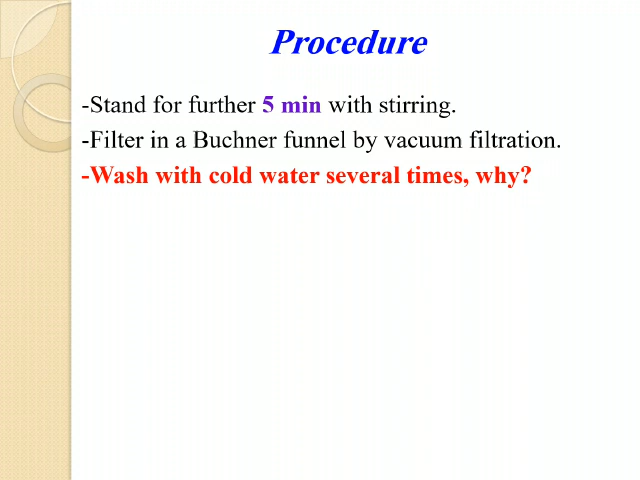 Procedure
-Stand for further 5 min with stirring.
-Filter in a Buchner funnel by vacuum filtration.
-Wash with cold water several times, why?